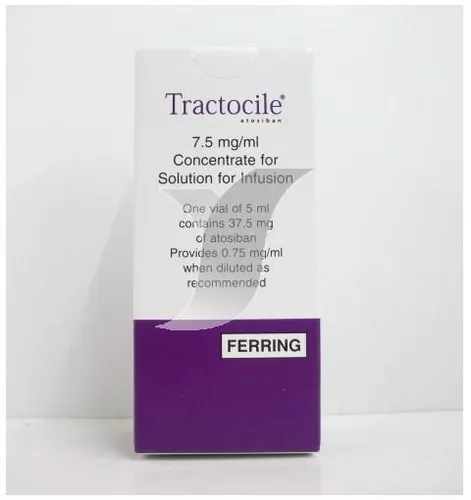 Tractocile®
atosiban
7.5 mg/ml
Concentrate for
Solution for Infusion
One vial of 5 ml
contains 37.5 mg
of atosiban
Provides 0.75 mg/ml
when diluted as
recommended
FERRING